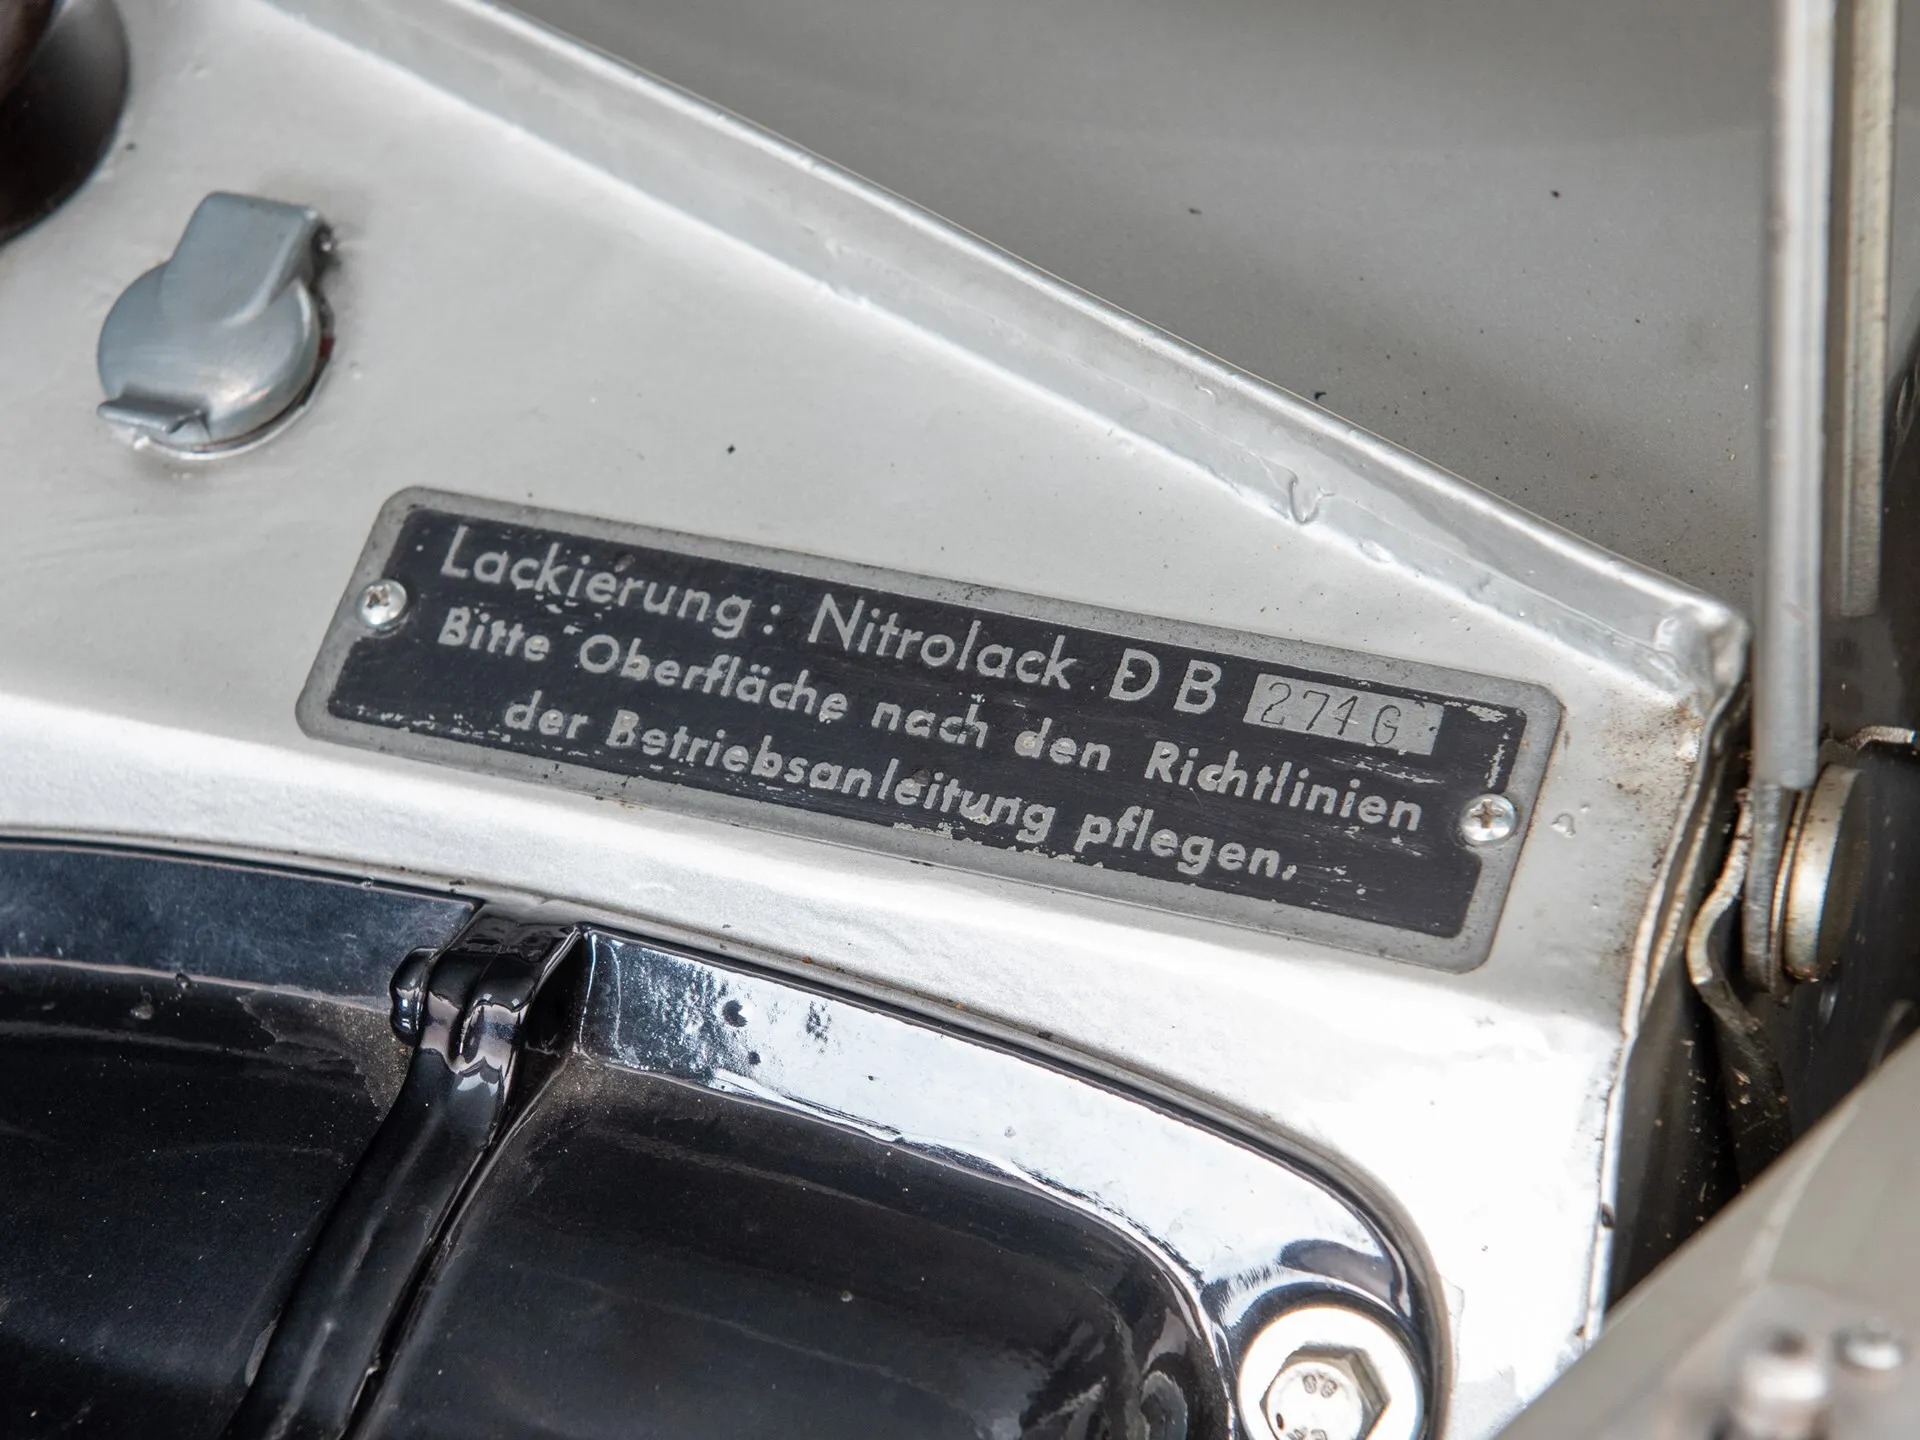 Lackierung: Nitrolack DB 271G
Bitte Oberfläche nach den Richtlinien
der Betriebsanleitung pflegen.